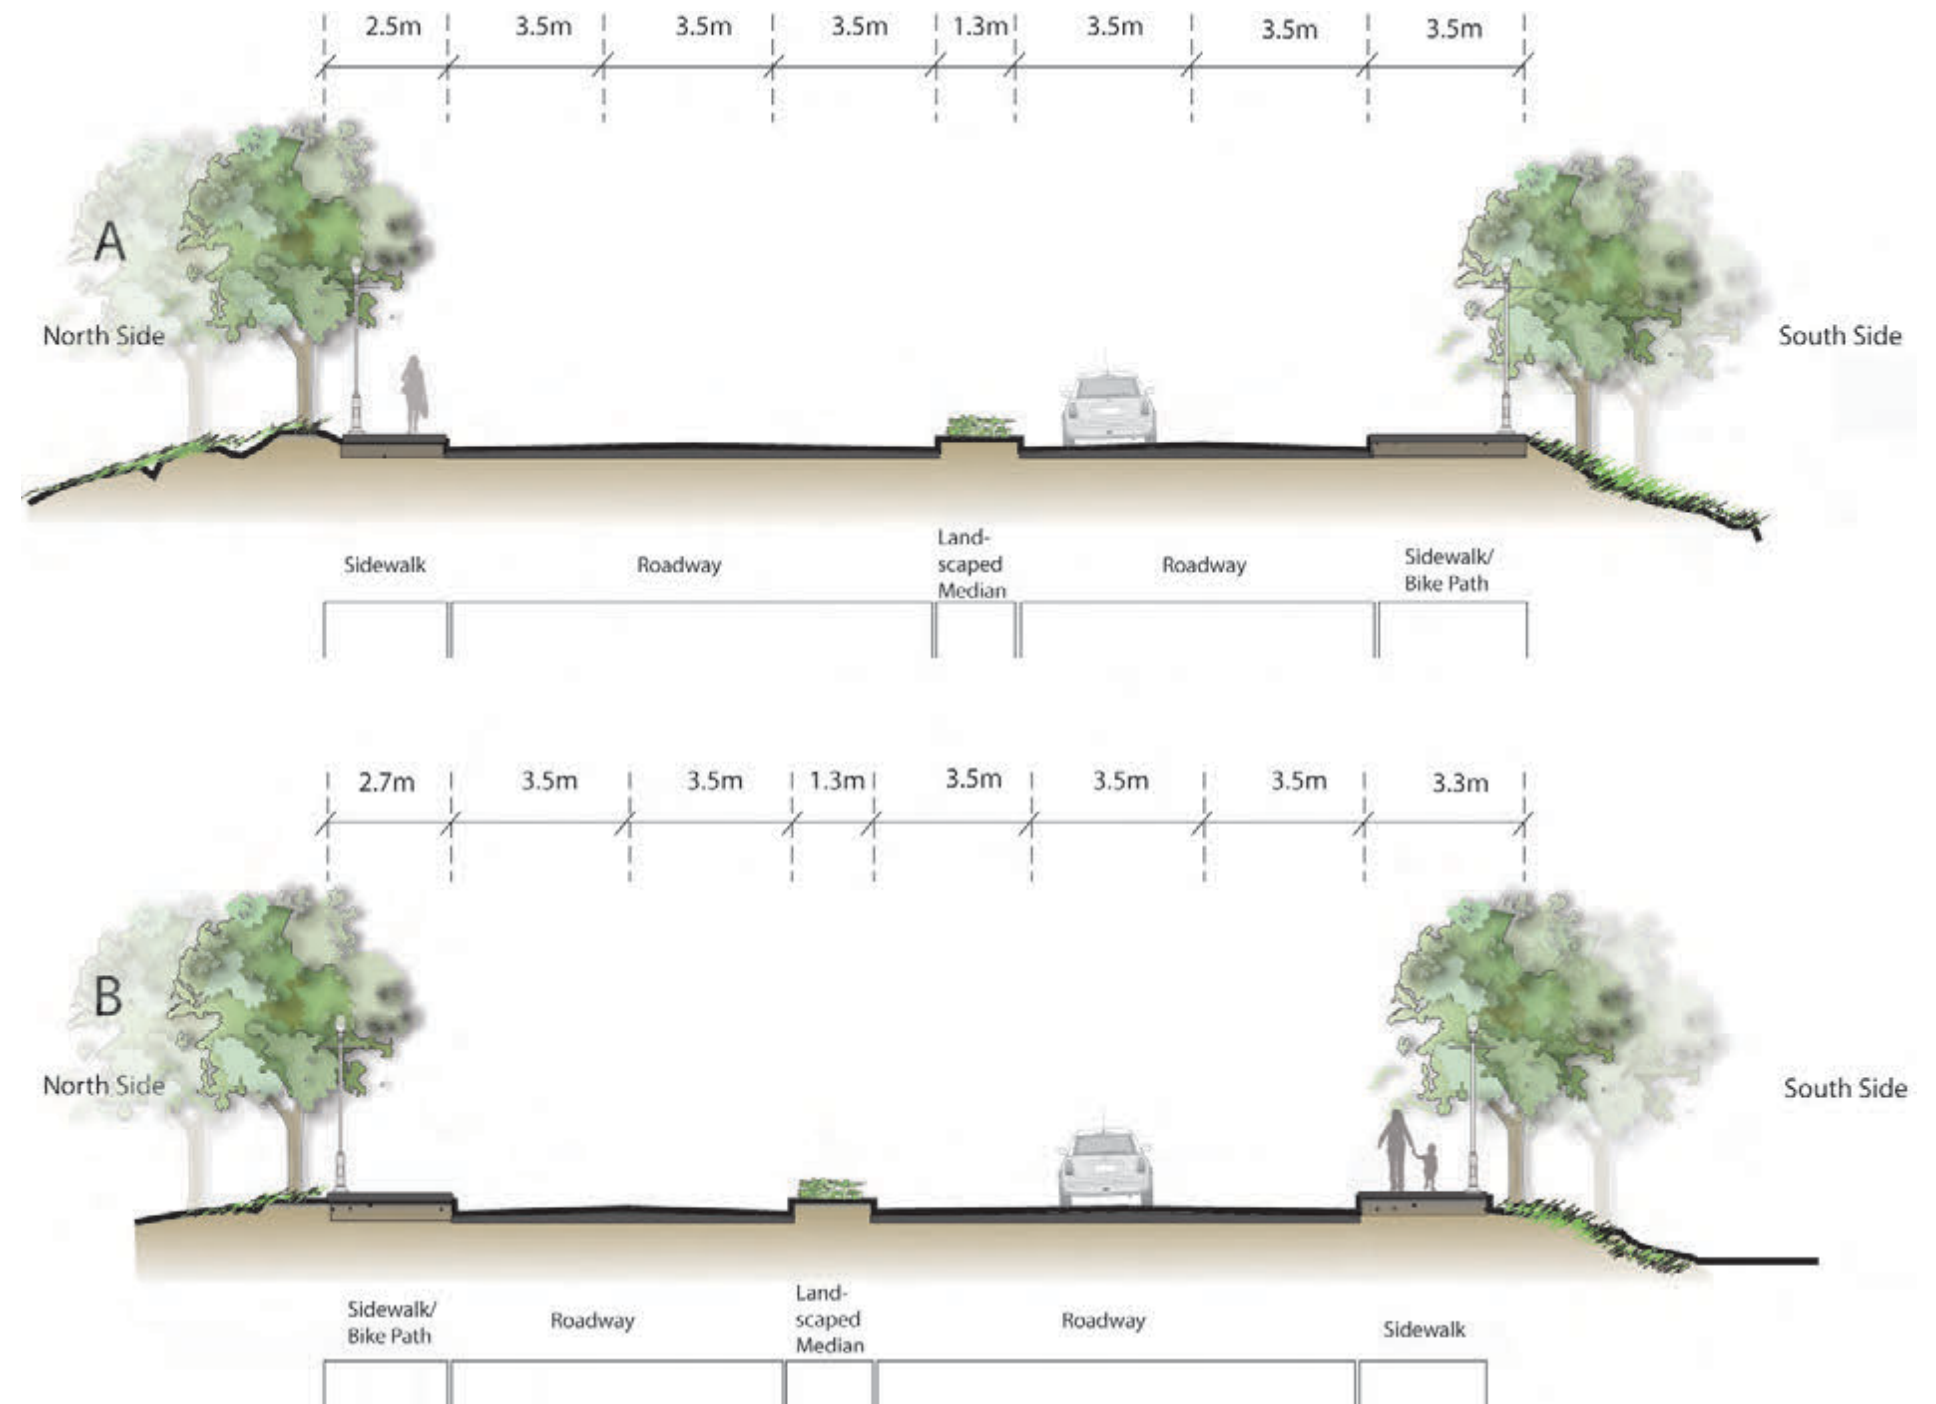 2.5m 3.5m 3.5m 3.5m 1.3m 3.5m 3.5m 3.5m
A
North Side
South Side
Sidewalk
Roadway
Land-
scaped
Median
Roadway
Sidewalk/
Bike Path
2.7m 3.5m 3.5m 1.3m 3.5m 3.5m 3.5m 3.3m
B
North Side
South Side
Sidewalk/
Bike Path
Roadway
Land-
scaped
Median
Roadway
Sidewalk